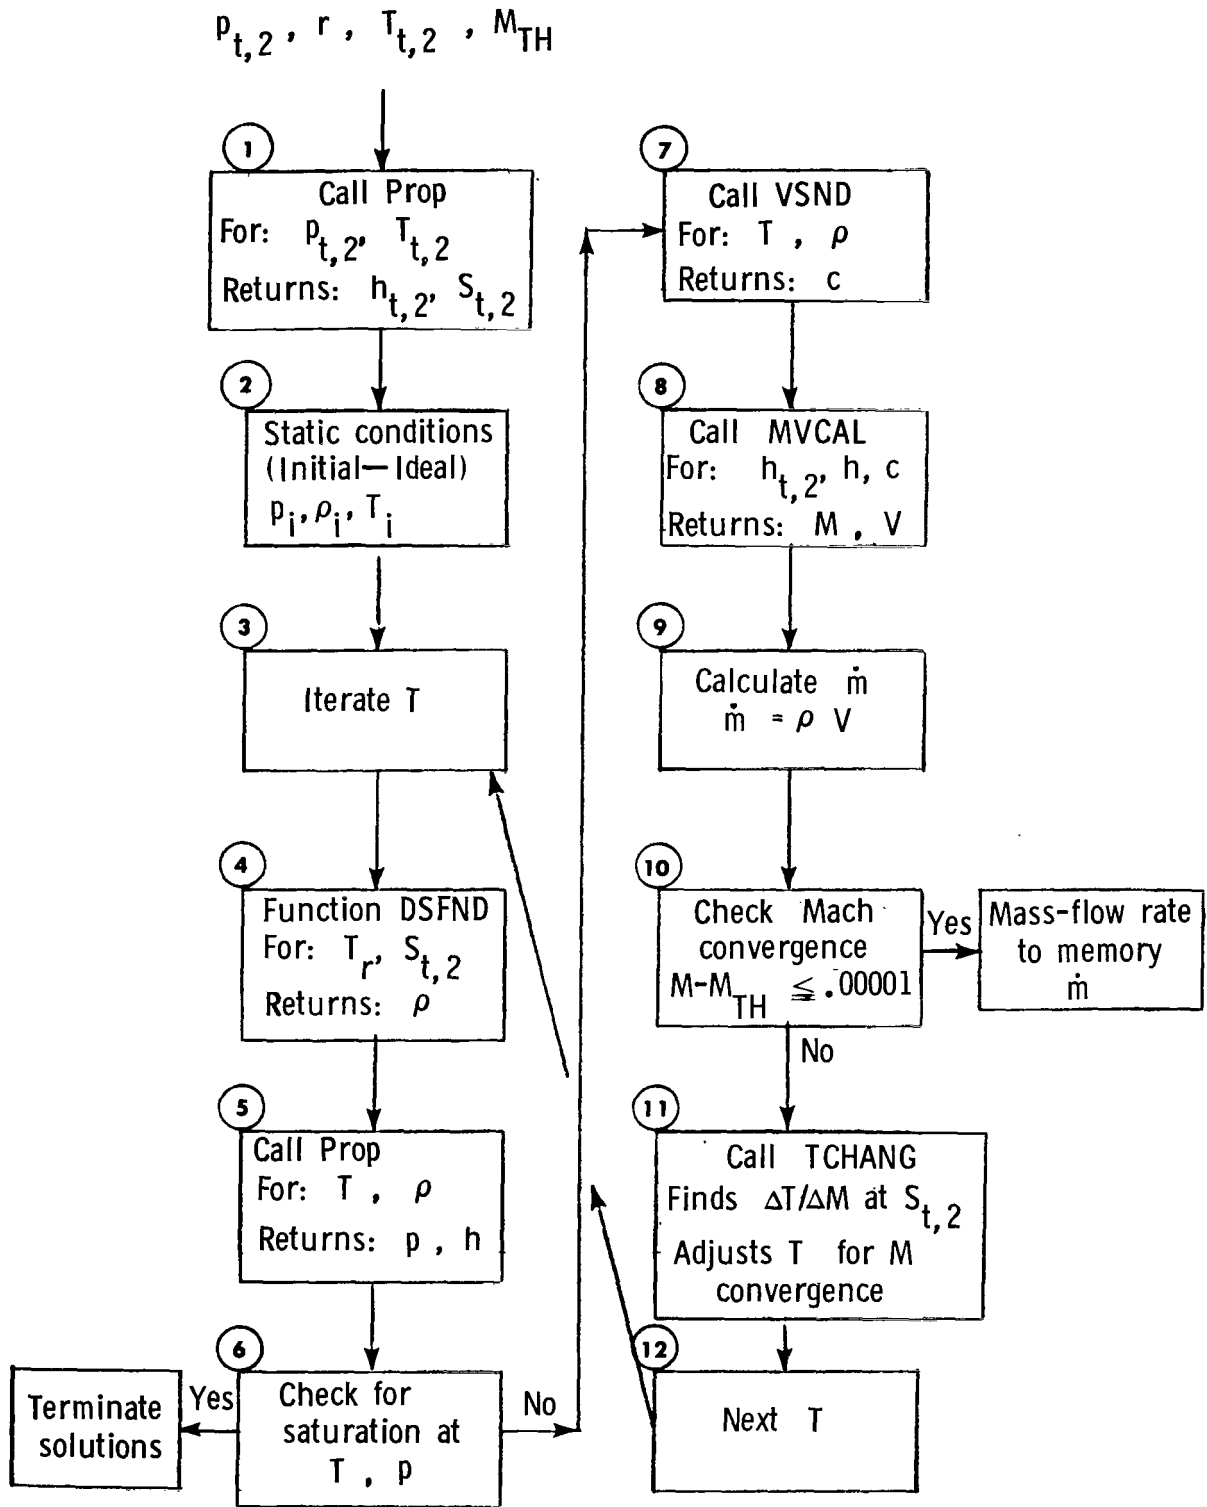 p_t,2 , r , T_t,2 , M_TH
1
Call Prop
For: p_t,2, T_t,2
Returns: h_t,2, S_t,2
2
Static conditions
(Initial—Ideal)
p_i, ρ_i, T_i
3
Iterate T
4
Function DSFND
For: T_r, S_t,2
Returns: ρ
5
Call Prop
For: T , ρ
Returns: p , h
6
Check for
saturation at
T , p
Yes
Terminate
solutions
No
7
Call VSND
For: T , ρ
Returns: c
8
Call MVCAL
For: h_t,2, h, c
Returns: M , V
9
Calculate ṁ
ṁ = ρ V
10
Check Mach
convergence
M-M_TH ≦ .00001
Yes
Mass-flow rate
to memory
ṁ
No
11
Call TCHANG
Finds ΔT/ΔM at S_t,2
Adjusts T for M
convergence
12
Next T